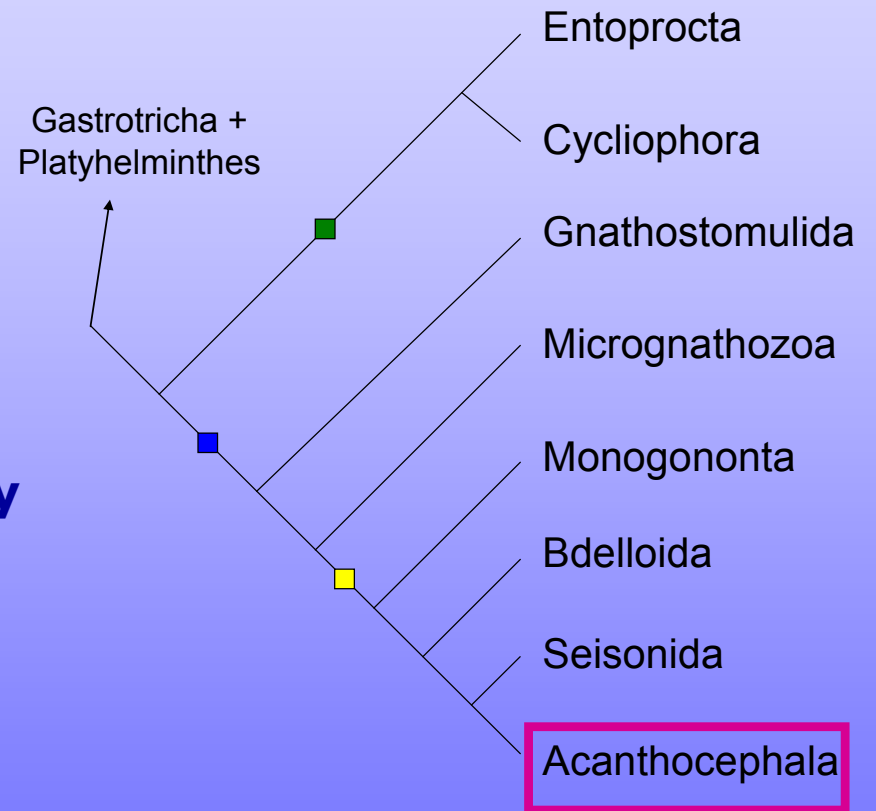 Entoprocta
Gastrotricha +
Platyhelminthes
Cycliophora
Gnathostomulida
Micrognathozoa
Monogononta
y
Bdelloida
Seisonida
Acanthocephala